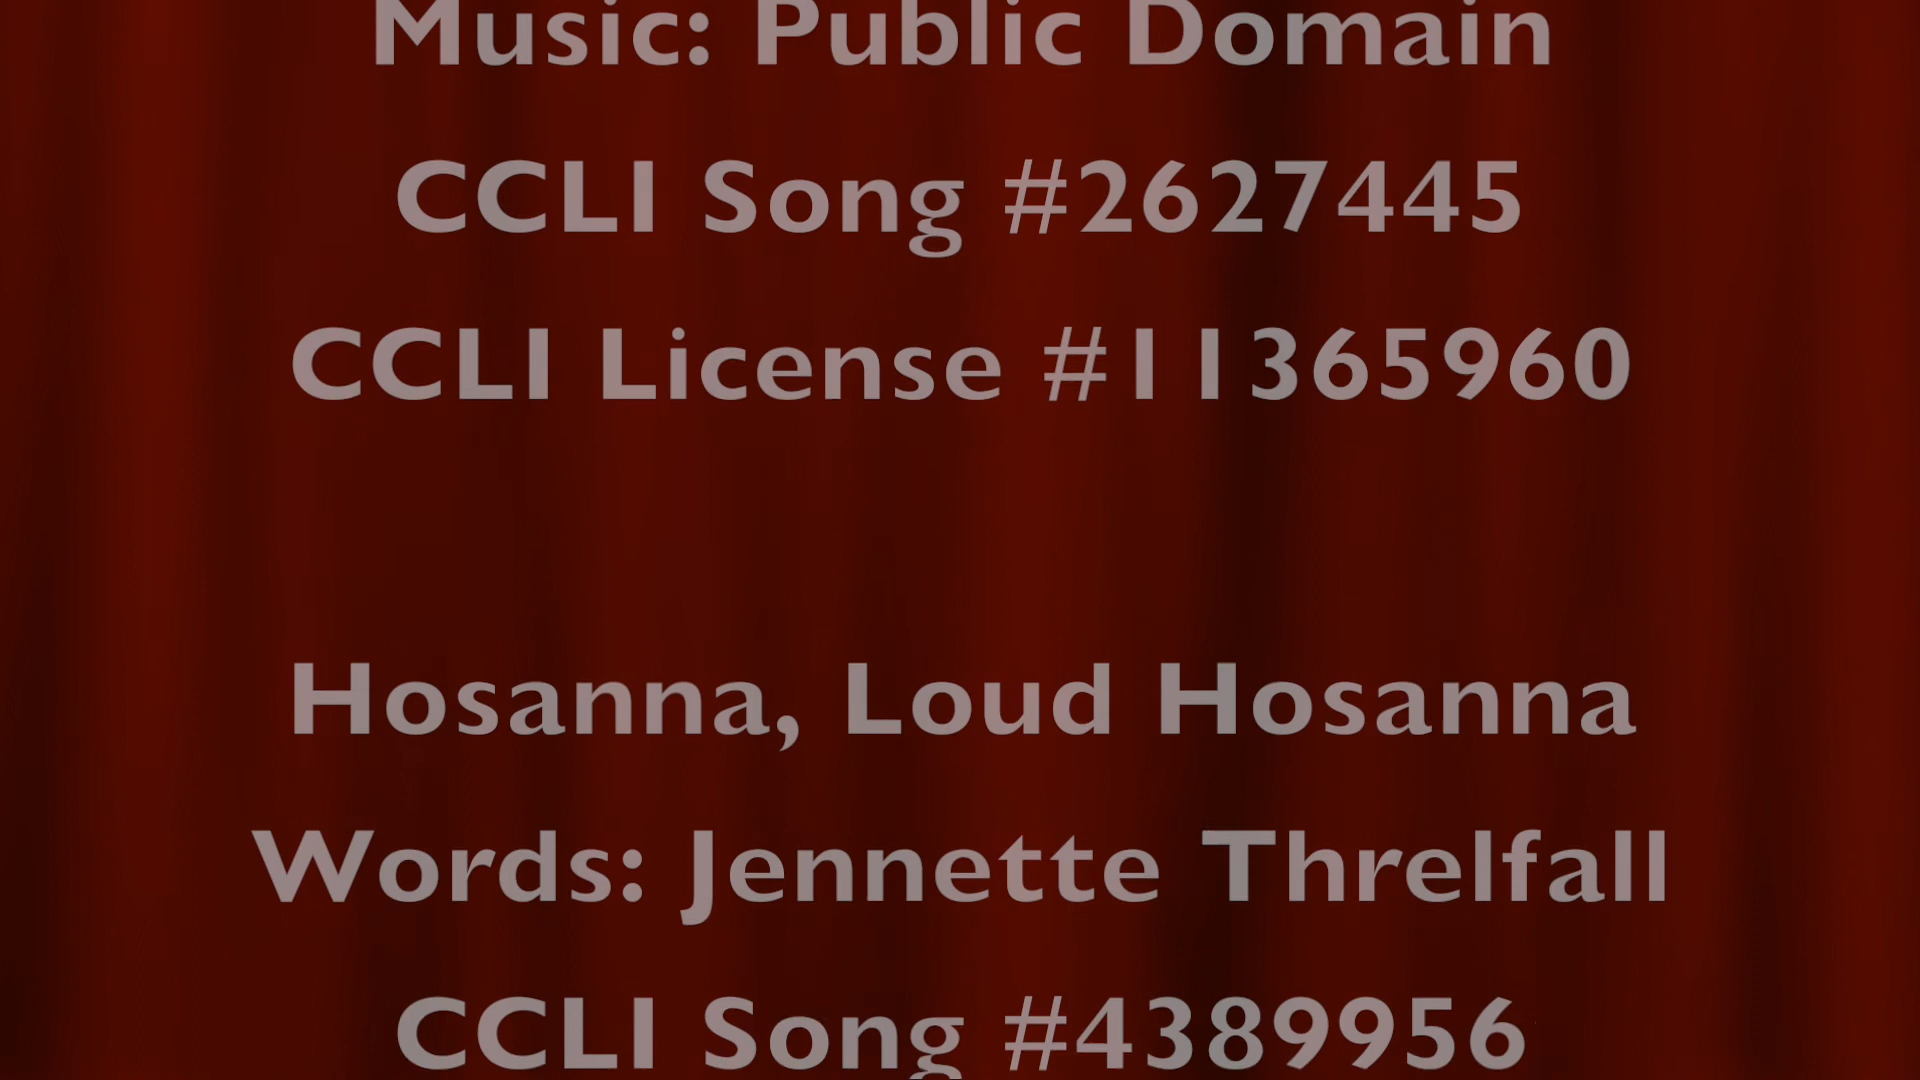 Music: Public Domain
CCLI Song #2627445
CCLI License #11365960
Hosanna, Loud Hosanna
Words: Jennette Threlfall
CCLI Song #4389956